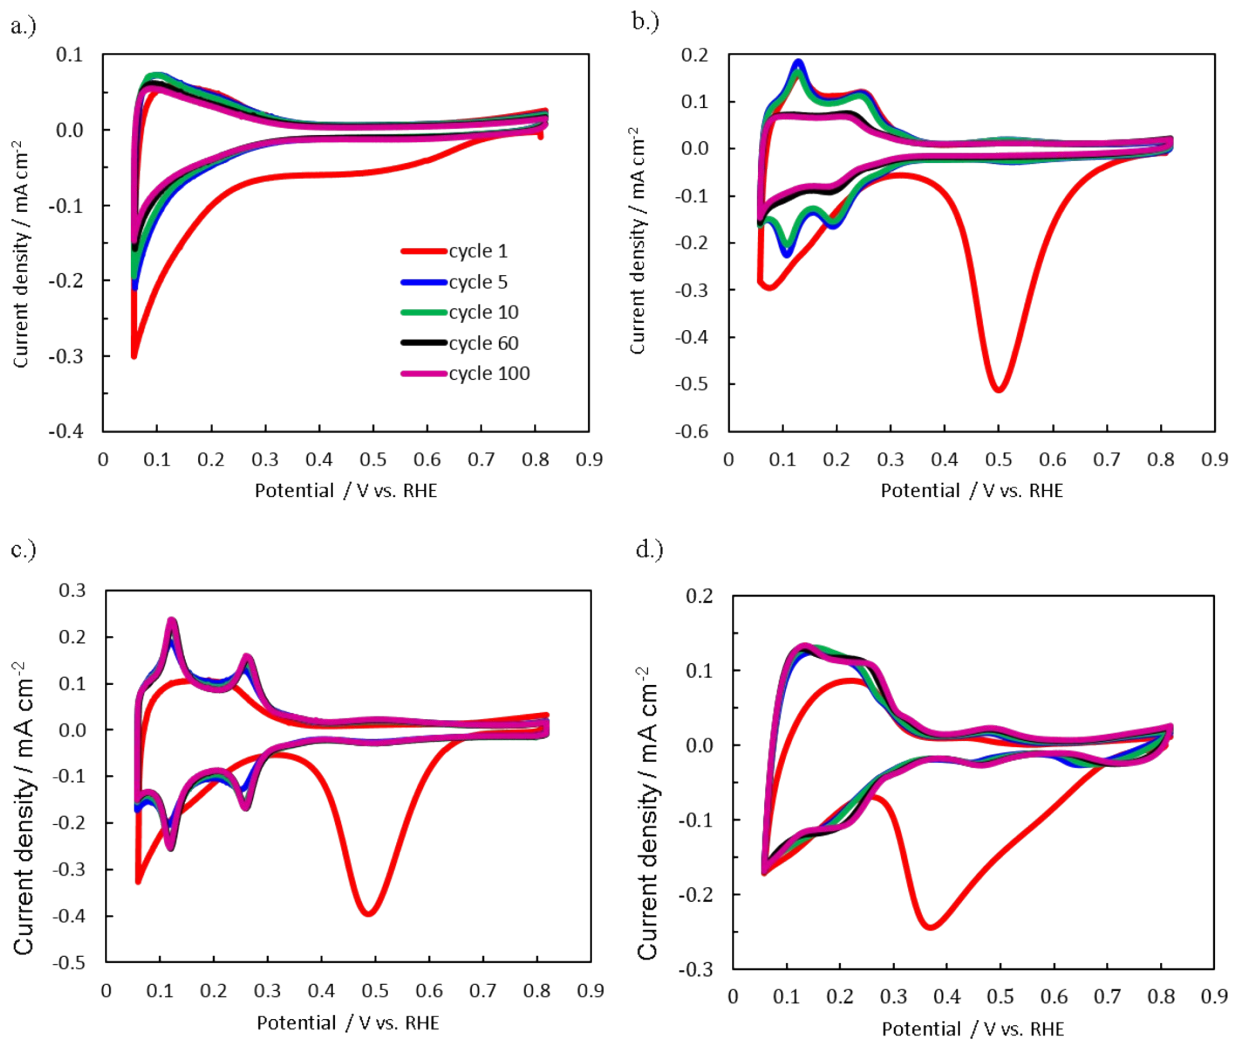 a.)
0.1
0.0
-0.1
-0.2
-0.3
-0.4
Current density / mA cm-2
cycle 1
cycle 5
cycle 10
cycle 60
cycle 100
0 0.1 0.2 0.3 0.4 0.5 0.6 0.7 0.8 0.9
Potential / V vs. RHE
b.)
0.2
0.1
0.0
-0.1
-0.2
-0.3
-0.4
-0.5
-0.6
Current density / mA cm-2
0 0.1 0.2 0.3 0.4 0.5 0.6 0.7 0.8 0.9
Potential / V vs. RHE
c.)
0.3
0.2
0.1
0.0
-0.1
-0.2
-0.3
-0.4
-0.5
Current density / mA cm-2
0 0.1 0.2 0.3 0.4 0.5 0.6 0.7 0.8 0.9
Potential / V vs. RHE
d.)
0.2
0.1
0.0
-0.1
-0.2
-0.3
Current density / mA cm-2
0 0.1 0.2 0.3 0.4 0.5 0.6 0.7 0.8 0.9
Potential / V vs. RHE